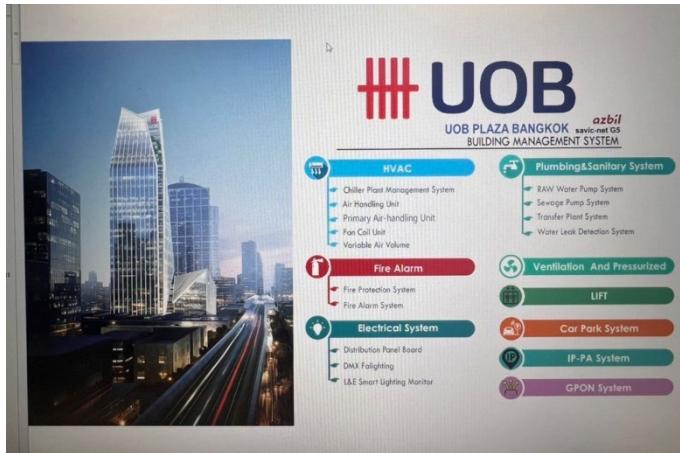 UOB
azbil
UOB PLAZA BANGKOK savic-net G5
BUILDING MANAGEMENT SYSTEM
HVAC
Chiller Plant Management System
Air Handling Unit
Primary Air-handling Unit
Fan Coil Unit
Variable Air Volume
Fire Alarm
Fire Protection System
Fire Alarm System
Electrical System
Distribution Panel Board
DMX Falighting
L&E Smart Lighting Monitor
Plumbing&Sanitary System
RAW Water Pump System
Sewage Pump System
Transfer Plant System
Water Leak Detection System
Ventilation And Pressurized
LIFT
Car Park System
IP
IP-PA System
GPON System